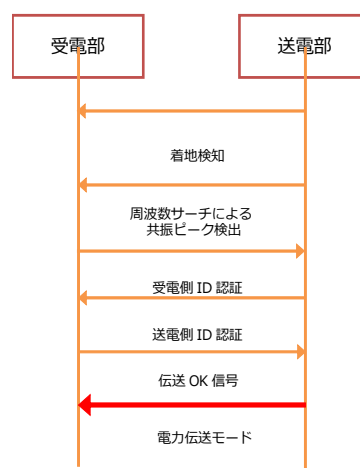 受電部
送電部
着地検知
周波数サーチによる
共振ピーク検出
受電側 ID 認証
送電側 ID 認証
伝送 OK 信号
電力伝送モード